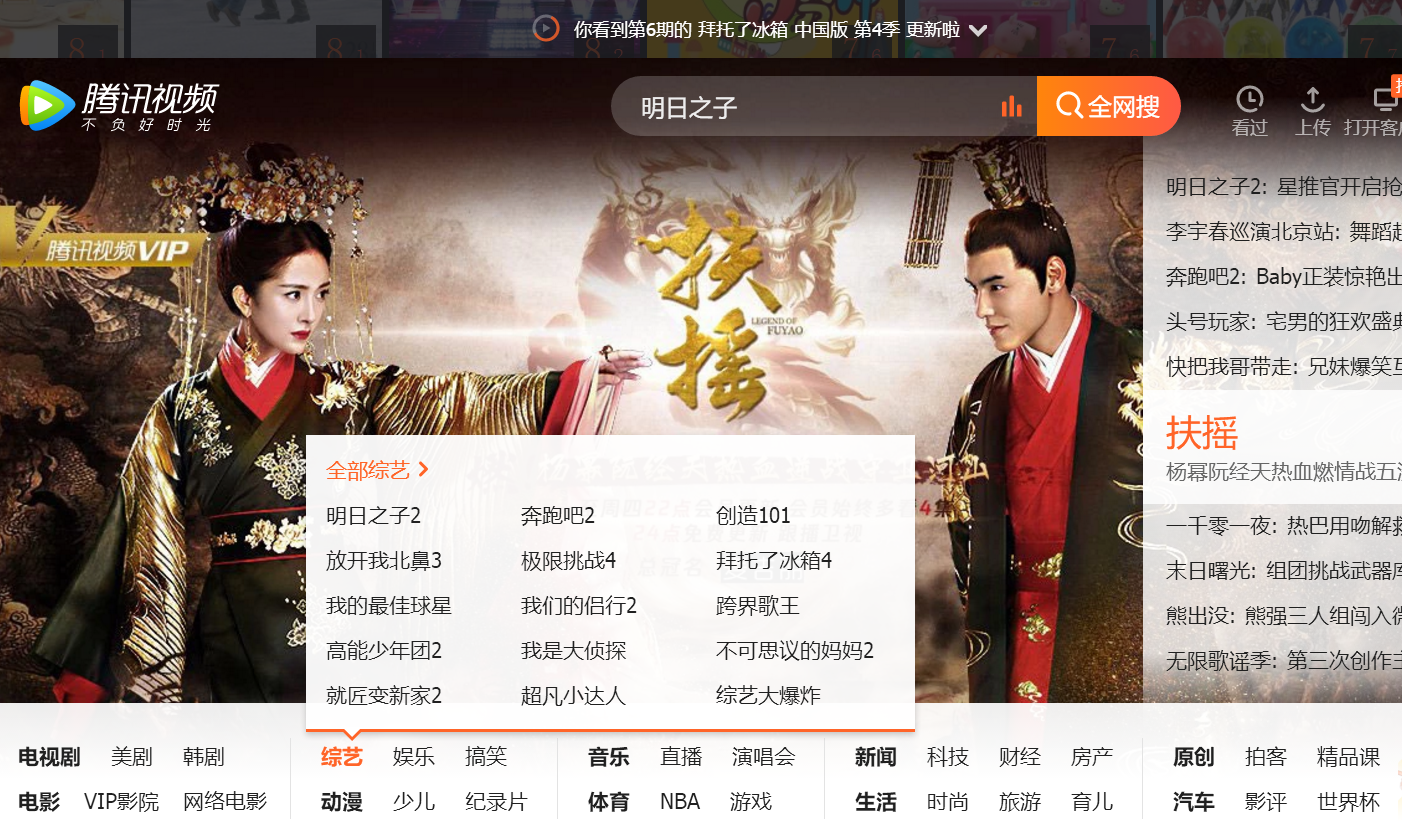 你看到第6期的 拜托了冰箱 中国版 第4季 更新啦
腾讯视频
不负好时光
明日之子
全网搜
看过
上传
打开客
腾讯视频VIP
扶摇
LEGEND OF
FUYAO
明日之子2: 星推官开启抢
李宇春巡演北京站: 舞蹈
奔跑吧2: Baby正装惊艳出
头号玩家: 宅男的狂欢盛典
快把我哥带走: 兄妹爆笑互
扶摇
杨幂阮经天热血燃情战五
一千零一夜: 热巴用吻解救
末日曙光: 组团挑战武器库
熊出没: 熊强三人组闯入微
无限歌谣季: 第三次创作主
全部综艺
明日之子2 奔跑吧2 创造101
放开我北鼻3 极限挑战4 拜托了冰箱4
我的最佳球星 我们的侣行2 跨界歌王
高能少年团2 我是大侦探 不可思议的妈妈2
就匠变新家2 超凡小达人 综艺大爆炸
4集
电视剧 美剧 韩剧 综艺 娱乐 搞笑 音乐 直播 演唱会 新闻 科技 财经 房产 原创 拍客 精品课
电影 VIP影院 网络电影 动漫 少儿 纪录片 体育 NBA 游戏 生活 时尚 旅游 育儿 汽车 影评 世界杯